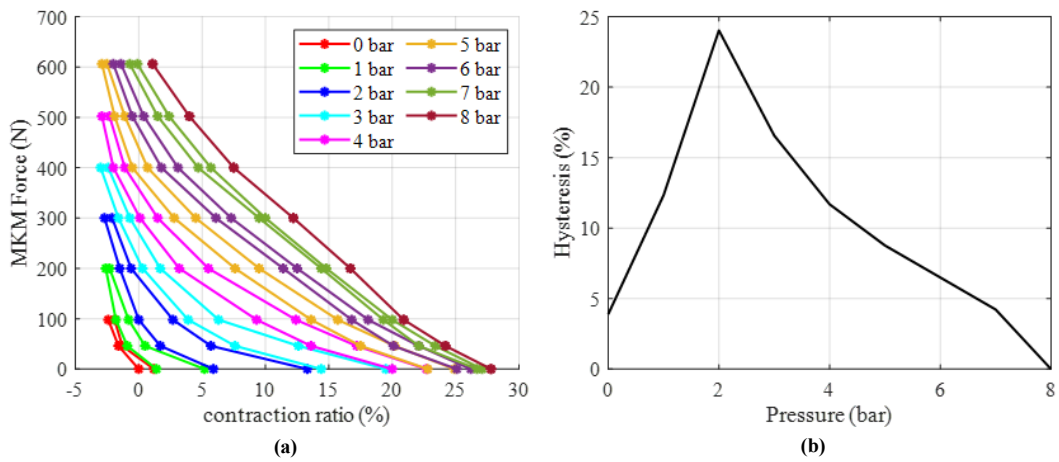 700
600
500
400
300
200
100
0
MKM Force (N)
-5 0 5 10 15 20 25 30
contraction ratio (%)
0 bar 5 bar
1 bar 6 bar
2 bar 7 bar
3 bar 8 bar
4 bar
(a)
25
20
15
10
5
0
Hysteresis (%)
0 2 4 6 8
Pressure (bar)
(b)